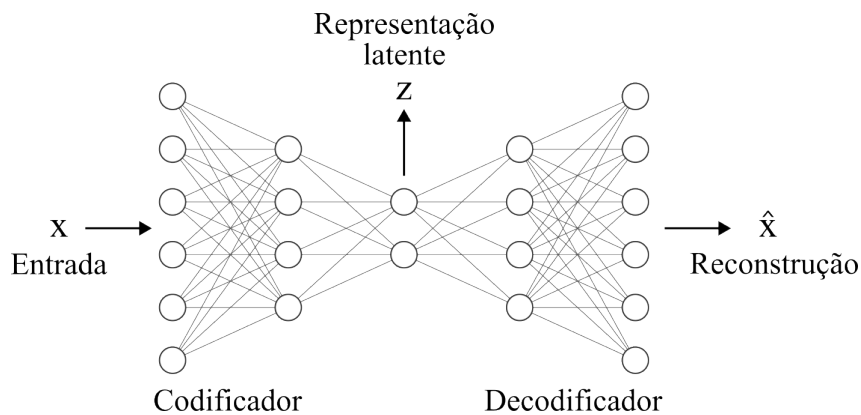 Representação
latente
z
x
Entrada
x̂
Reconstrução
Codificador
Decodificador